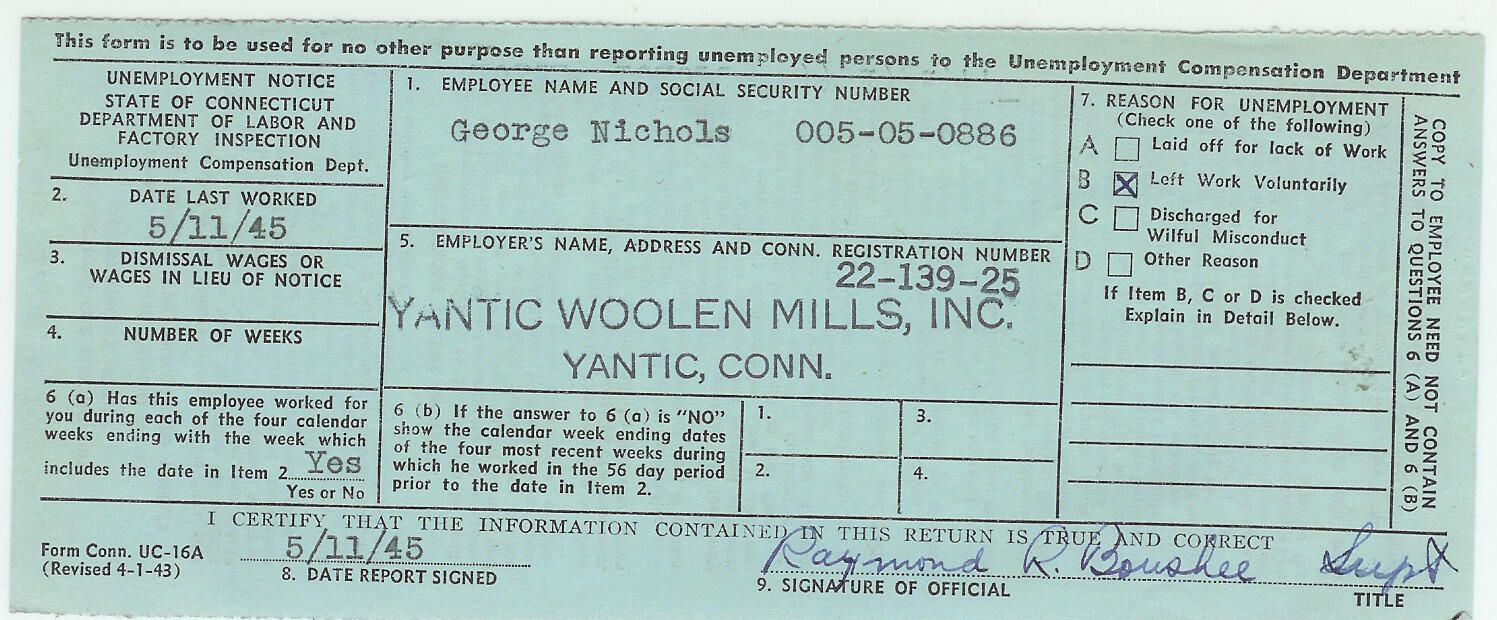 This form is to be used for no other purpose than reporting unemployed persons to the Unemployment Compensation Department
UNEMPLOYMENT NOTICE
STATE OF CONNECTICUT
DEPARTMENT OF LABOR AND
FACTORY INSPECTION
Unemployment Compensation Dept.
1. EMPLOYEE NAME AND SOCIAL SECURITY NUMBER
George Nichols 005-05-0886
2. DATE LAST WORKED
5/11/45
3. DISMISSAL WAGES OR
WAGES IN LIEU OF NOTICE
4. NUMBER OF WEEKS
5. EMPLOYER'S NAME, ADDRESS AND CONN. REGISTRATION NUMBER
22-139-25
YANTIC WOOLEN MILLS, INC.
YANTIC, CONN.
6 (a) Has this employee worked for
you during each of the four calendar
weeks ending with the week which
includes the date in Item 2 Yes
Yes or No
6 (b) If the answer to 6 (a) is "NO"
show the calendar week ending dates
of the four most recent weeks during
which he worked in the 56 day period
prior to the date in Item 2.
1.
2.
3.
4.
7. REASON FOR UNEMPLOYMENT
(Check one of the following)
A Laid off for lack of Work
B X Left Work Voluntarily
C Discharged for
Wilful Misconduct
D Other Reason
If Item B, C or D is checked
Explain in Detail Below.
COPY TO EMPLOYEE NEED NOT CONTAIN
ANSWERS TO QUESTIONS 6 (A) AND 6 (B)
I CERTIFY THAT THE INFORMATION CONTAINED IN THIS RETURN IS TRUE AND CORRECT
Form Conn. UC-16A
(Revised 4-1-43)
5/11/45
8. DATE REPORT SIGNED
Raymond R. Boushee Supt
9. SIGNATURE OF OFFICIAL
TITLE